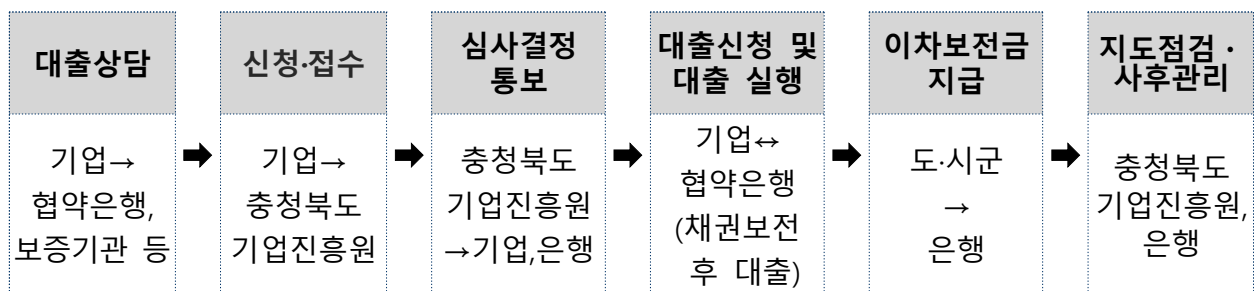 대출상담
기업→
협약은행,
보증기관 등
신청·접수
기업→
충청북도
기업진흥원
심사결정
통보
충청북도
기업진흥원
→기업,은행
대출신청 및
대출 실행
기업↔
협약은행
(채권보전
후 대출)
이차보전금
지급
도·시군
→
은행
지도점검·
사후관리
충청북도
기업진흥원,
은행